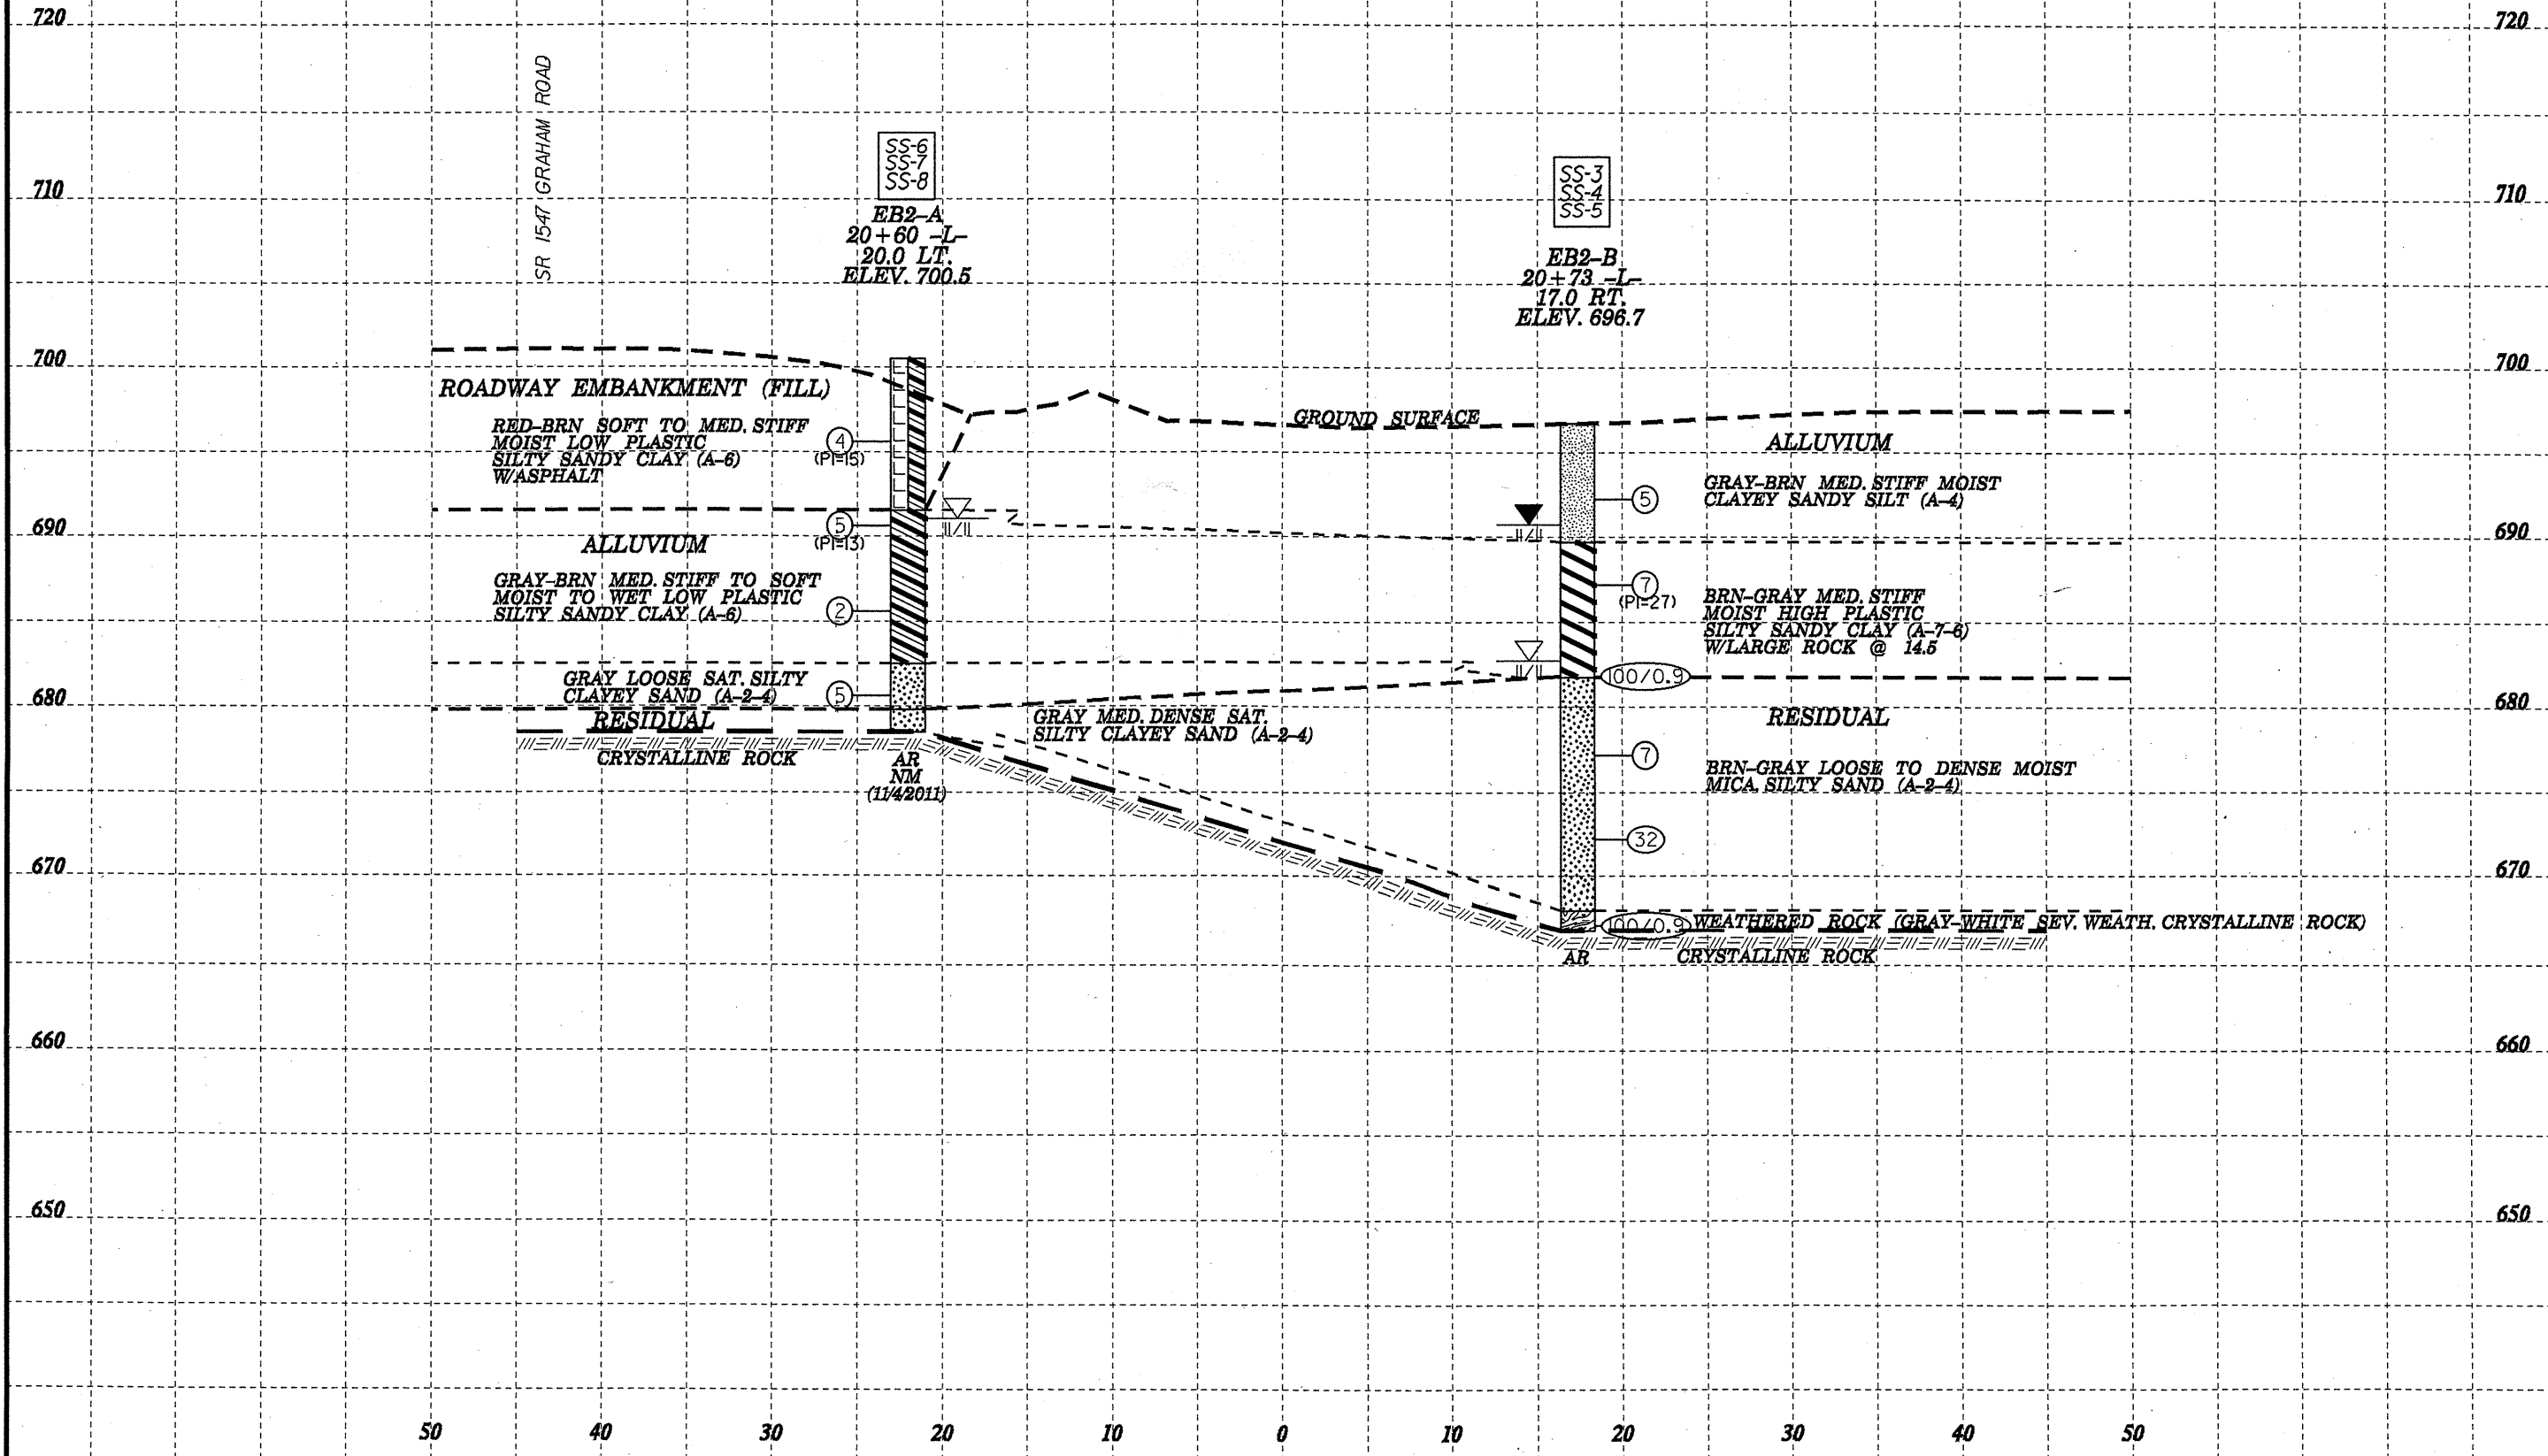 720
720
SR 1547 GRAHAM ROAD
SS-6
SS-7
SS-8
710
SS-3
SS-4
SS-5
710
EB2-A
20+60 -L-
20.0 LT.
ELEV. 700.5
EB2-B
20+73 -L-
17.0 RT.
ELEV. 696.7
700
700
ROADWAY EMBANKMENT (FILL)
RED-BRN SOFT TO MED. STIFF
MOIST LOW PLASTIC
SILTY SANDY CLAY (A-6)
W/ASPHALT
4
(PI=15)
GROUND SURFACE
ALLUVIUM
GRAY-BRN MED. STIFF MOIST
CLAYEY SANDY SILT (A-4)
5
690
690
5
(PI=13)
ALLUVIUM
GRAY-BRN MED. STIFF TO SOFT
MOIST TO WET LOW PLASTIC
SILTY SANDY CLAY (A-6)
2
7
(PI=27)
BRN-GRAY MED. STIFF
MOIST HIGH PLASTIC
SILTY SANDY CLAY (A-7-6)
W/LARGE ROCK @ 14.5
GRAY LOOSE SAT. SILTY
CLAYEY SAND (A-2-4)
5
100/0.9
680
680
RESIDUAL
GRAY MED. DENSE SAT.
SILTY CLAYEY SAND (A-2-4)
RESIDUAL
CRYSTALLINE ROCK
AR
NM
(11/4/2011)
7
BRN-GRAY LOOSE TO DENSE MOIST
MICA. SILTY SAND (A-2-4)
32
670
670
100/0.9
WEATHERED ROCK (GRAY-WHITE SEV. WEATH. CRYSTALLINE ROCK)
AR
CRYSTALLINE ROCK
660
660
650
650
50 40 30 20 10 0 10 20 30 40 50